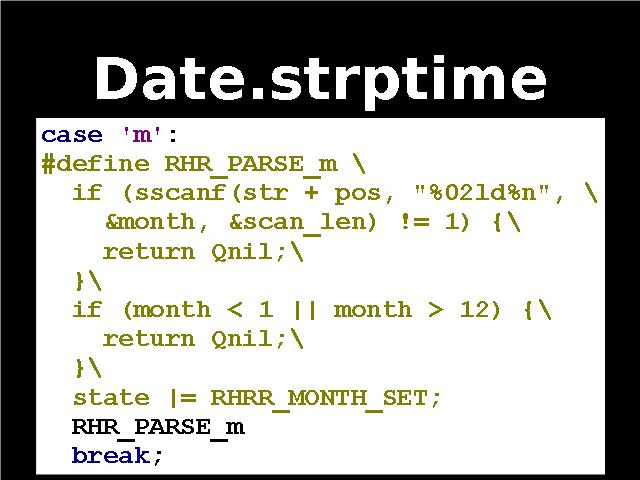 Date.strptime
case 'm':
#define RHR_PARSE_m \
  if (sscanf(str + pos, "%02ld%n", \
    &month, &scan_len) != 1) {\
    return Qnil;\
  }\
  if (month < 1 || month > 12) {\
    return Qnil;\
  }\
  state |= RHRR_MONTH_SET;
  RHR_PARSE_m
  break;